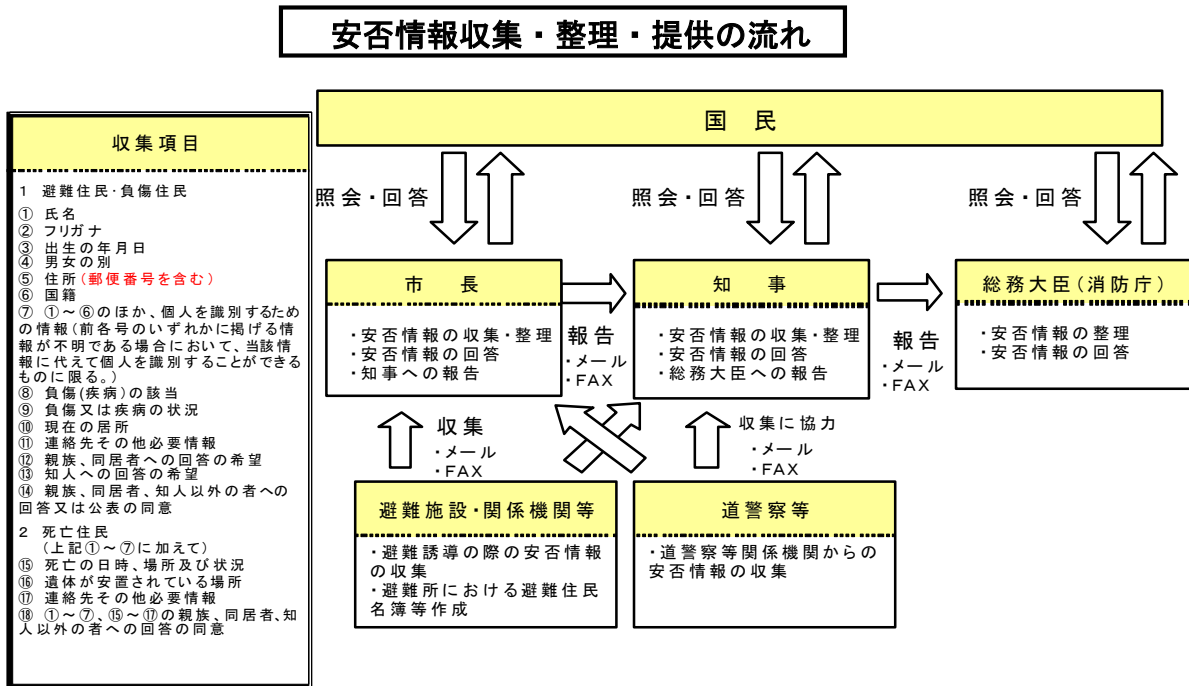 安否情報収集・整理・提供の流れ
国民
収集項目
1 避難住民・負傷住民
① 氏名
② フリガナ
③ 出生の年月日
④ 男女の別
⑤ 住所(郵便番号を含む)
⑥ 国籍
⑦ ①～⑥のほか、個人を識別するため
の情報(前各号のいずれかに掲げる情
報が不明である場合において、当該情
報に代えて個人を識別することができる
ものに限る。)
⑧ 負傷(疾病)の該当
⑨ 負傷又は疾病の状況
⑩ 現在の居所
⑪ 連絡先その他必要情報
⑫ 親族、同居者への回答の希望
⑬ 知人への回答の希望
⑭ 親族、同居者、知人以外の者への
回答又は公表の同意
2 死亡住民
(上記①～⑦に加えて)
⑮ 死亡の日時、場所及び状況
⑯ 遺体が安置されている場所
⑰ 連絡先その他必要情報
⑱ ①～⑦、⑮～⑰の親族、同居者、知
人以外の者への回答の同意
照会・回答
照会・回答
照会・回答
市長
・安否情報の収集・整理
・安否情報の回答
・知事への報告
報告
・メール
・FAX
知事
・安否情報の収集・整理
・安否情報の回答
・総務大臣への報告
報告
・メール
・FAX
総務大臣(消防庁)
・安否情報の整理
・安否情報の回答
収集
・メール
・FAX
収集に協力
・メール
・FAX
避難施設・関係機関等
・避難誘導の際の安否情報
の収集
・避難所における避難住民
名簿等作成
道警察等
・道警察等関係機関からの
安否情報の収集